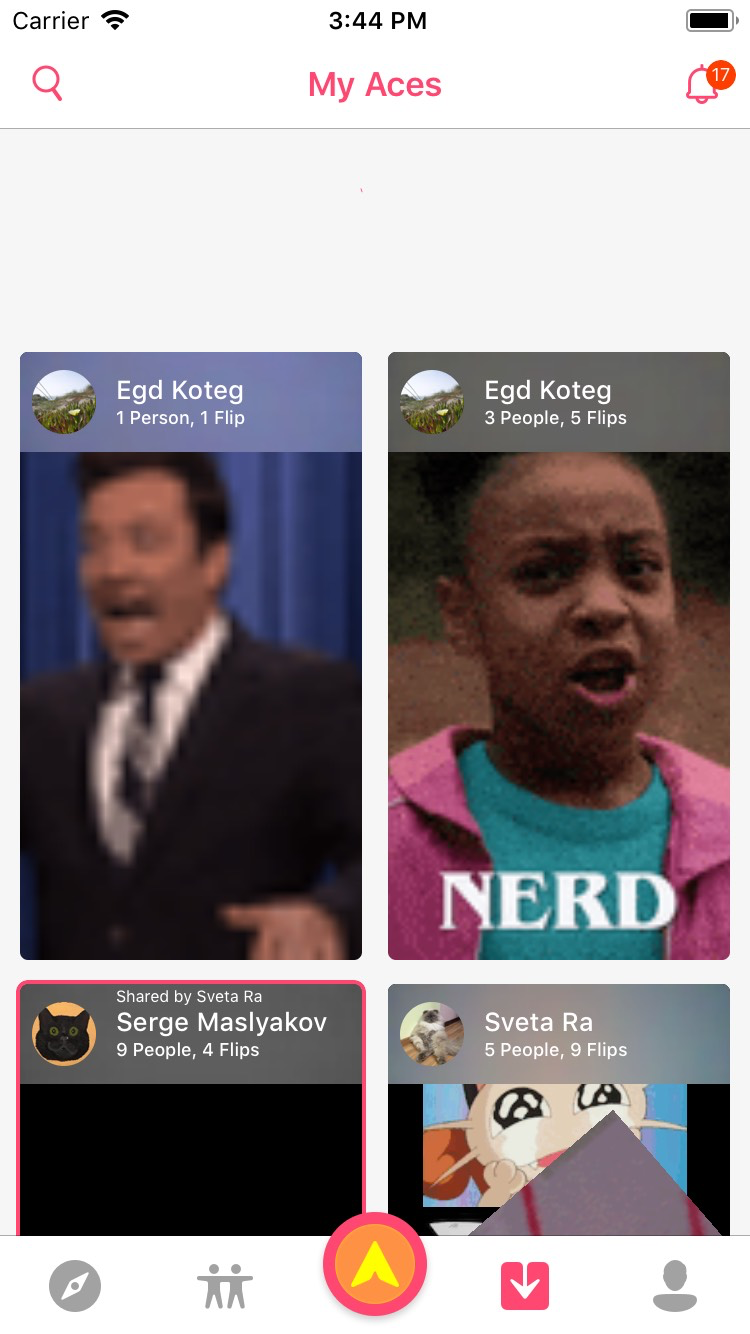 Carrier 3:44 PM
My Aces
17
Egd Koteg
1 Person, 1 Flip
Egd Koteg
3 People, 5 Flips
NERD
Shared by Sveta Ra
Serge Maslyakov
9 People, 4 Flips
Sveta Ra
5 People, 9 Flips